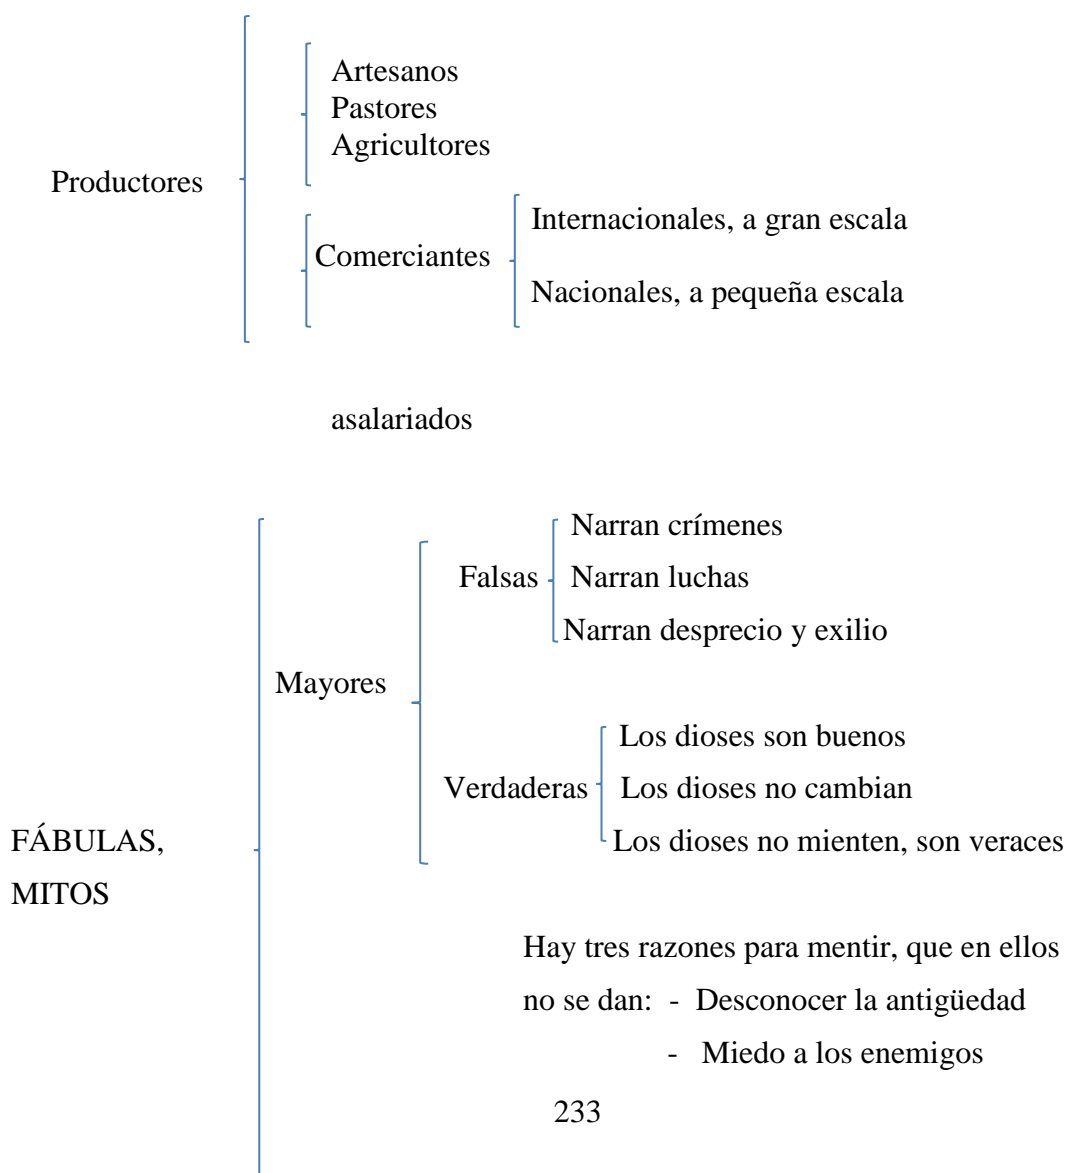 Artesanos
Pastores
Agricultores
Productores
Internacionales, a gran escala
Comerciantes
Nacionales, a pequeña escala
asalariados
Narran crímenes
Falsas
Narran luchas
Narran desprecio y exilio
Mayores
Los dioses son buenos
Verdaderas
Los dioses no cambian
Los dioses no mienten, son veraces
FÁBULAS,
MITOS
Hay tres razones para mentir, que en ellos
no se dan: - Desconocer la antigüedad
- Miedo a los enemigos
233